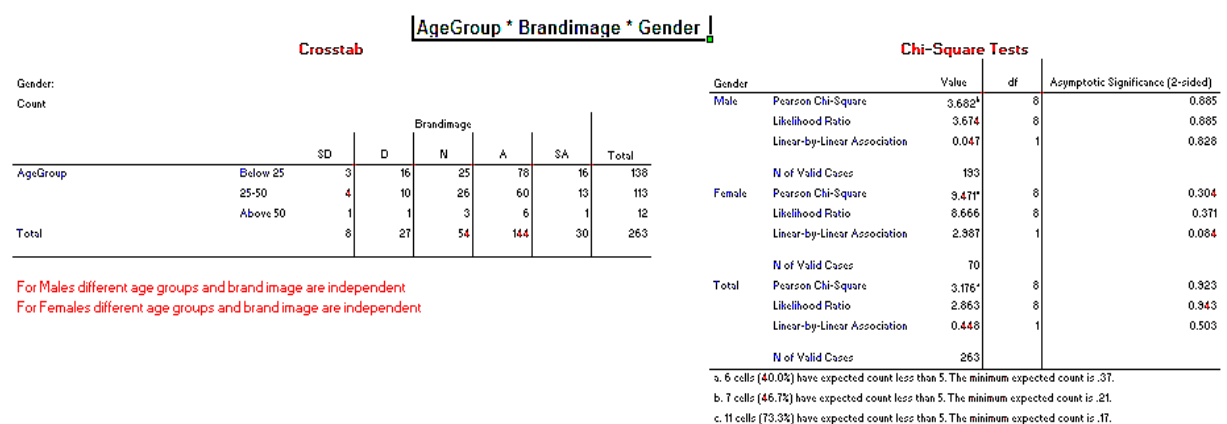 AgeGroup * Brandimage * Gender
Crosstab
Gender:
Count
Brandimage
SD D N A SA Total
AgeGroup Below 25 3 16 25 78 16 138
25-50 4 10 26 60 13 113
Above 50 1 1 3 6 1 12
Total 8 27 54 144 30 263
For Males different age groups and brand image are independent
For Females different age groups and brand image are independent
Chi-Square Tests
Gender Value df Asymptotic Significance (2-sided)
Male Pearson Chi-Square 3.682b 8 0.885
Likelihood Ratio 3.674 8 0.885
Linear-by-Linear Association 0.047 1 0.828
N of Valid Cases 193
Female Pearson Chi-Square 9.471c 8 0.304
Likelihood Ratio 8.666 8 0.371
Linear-by-Linear Association 2.987 1 0.084
N of Valid Cases 70
Total Pearson Chi-Square 3.176a 8 0.923
Likelihood Ratio 2.863 8 0.943
Linear-by-Linear Association 0.448 1 0.503
N of Valid Cases 263
a. 6 cells (40.0%) have expected count less than 5. The minimum expected count is .37.
b. 7 cells (46.7%) have expected count less than 5. The minimum expected count is .21.
c. 11 cells (73.3%) have expected count less than 5. The minimum expected count is .17.